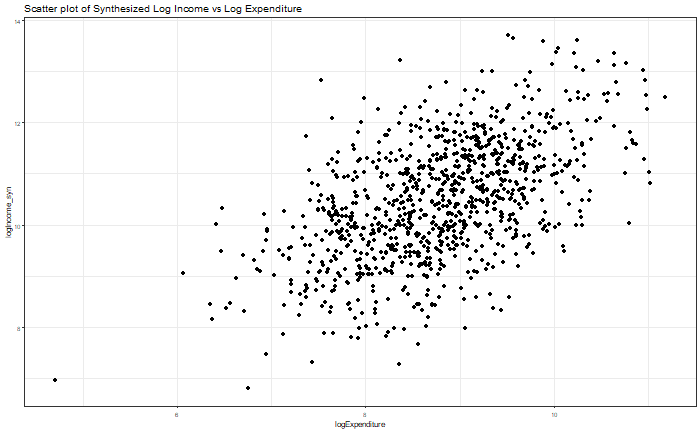 Scatter plot of Synthesized Log Income vs Log Expenditure
14
12
10
8
logIncome_syn
6
8
10
logExpenditure